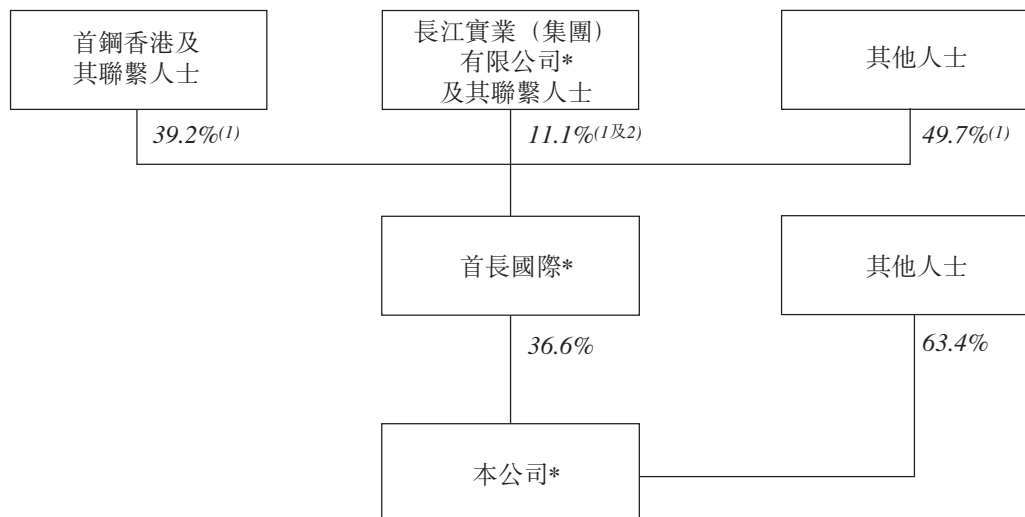 首鋼香港及
其聯繫人士
長江實業（集團）
有限公司*
及其聯繫人士
其他人士
39.2%(1)
11.1%(1及2)
49.7%(1)
首長國際*
其他人士
36.6%
63.4%
本公司*